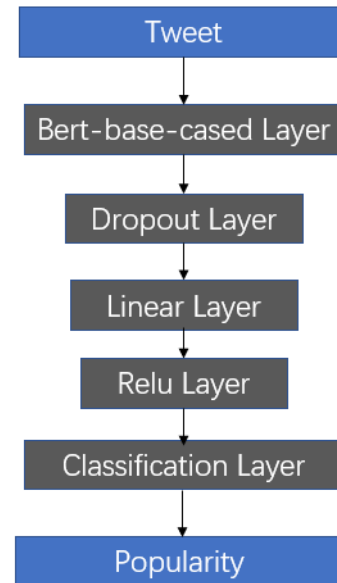 Tweet
Bert-base-cased Layer
Dropout Layer
Linear Layer
Relu Layer
Classification Layer
Popularity